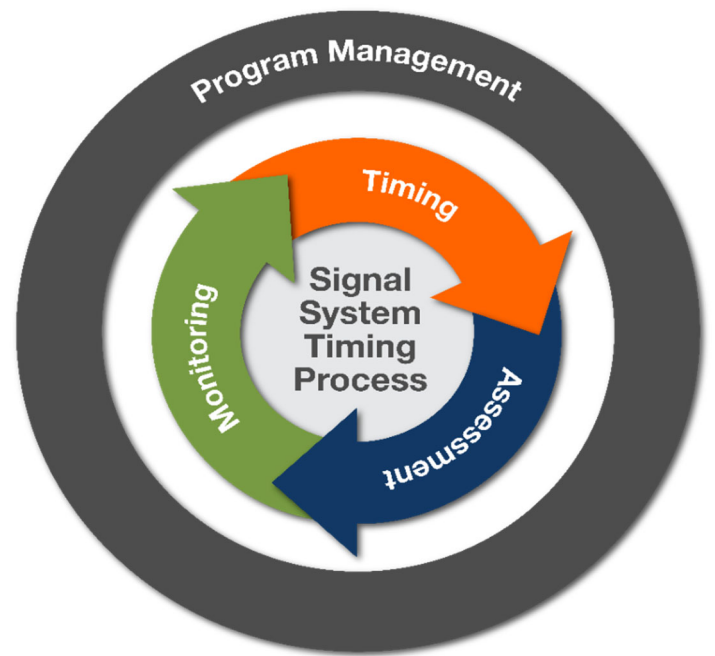 Program Management
Timing
Signal
System
Timing
Process
Monitoring
Assessment